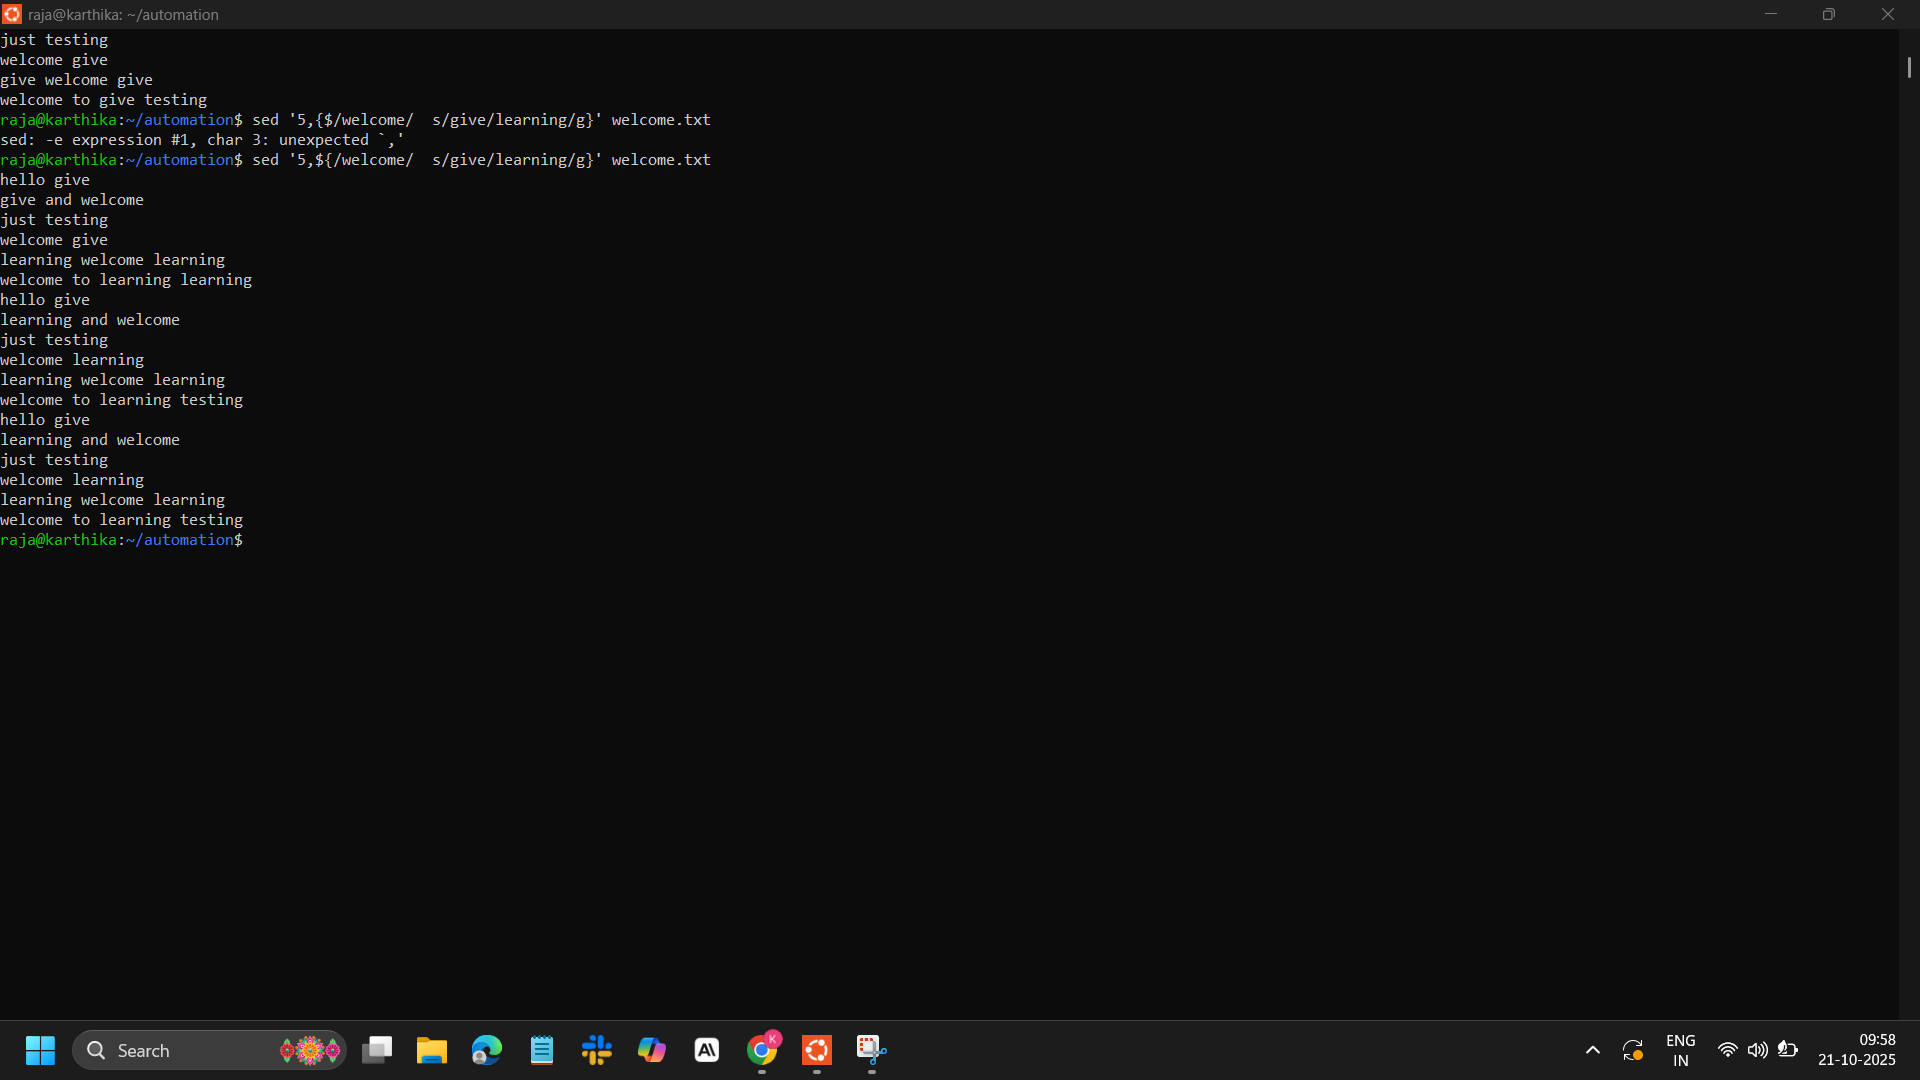 raja@karthika: ~/automation
just testing
welcome give
give welcome give
welcome to give testing
raja@karthika:~/automation$ sed '5,{$/welcome/  s/give/learning/g}' welcome.txt
sed: -e expression #1, char 3: unexpected `,'
raja@karthika:~/automation$ sed '5,${/welcome/  s/give/learning/g}' welcome.txt
hello give
give and welcome
just testing
welcome give
learning welcome learning
welcome to learning learning
hello give
learning and welcome
just testing
welcome learning
learning welcome learning
welcome to learning testing
hello give
learning and welcome
just testing
welcome learning
learning welcome learning
welcome to learning testing
raja@karthika:~/automation$
Search
K
ENG
IN
09:58
21-10-2025